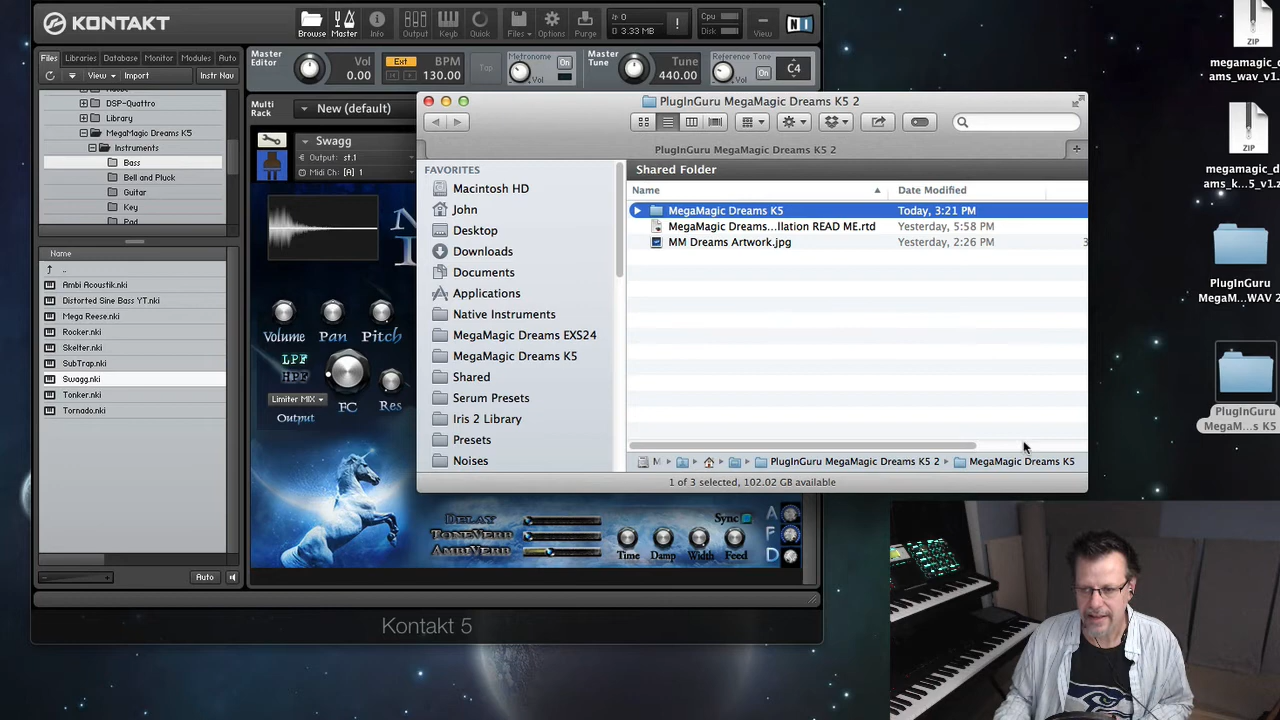 KONTAKT
Browse
Master
Info
Output
Keyb
Quick
Files
Options
Purge
0
3.33 MB
!
Cpu
Disk
View
NI
Files
Libraries
Database
Monitor
Modules
Auto
View
Import
Instr Nav
DSP-Quattro
Library
MegaMagic Dreams K5
Instruments
Bass
Bell and Pluck
Guitar
Key
Pad
Name
..
Ambi Acoustik.nki
Distorted Sine Bass YT.nki
Mega Reese.nki
Rocker.nki
Skelter.nki
SubTrap.nki
Swagg.nki
Tonker.nki
Tornado.nki
Auto
Master
Editor
Vol
0.00
Ext
BPM
130.00
Tap
Metronome
Vol
On
Master
Tune
Tune
440.00
Reference Tone
Vol
On
C4
Multi
Rack
New (default)
Swagg
Output: st.1
Midi Ch: [A] 1
Volume
Pan
Pitch
LPF
HPF
Limiter MIX
Output
FC
Res
DELAY
ToneVerb
AmbiVerb
Sync
Time
Damp
Width
Feed
A
F
D
Kontakt 5
PlugInGuru MegaMagic Dreams K5 2
PlugInGuru MegaMagic Dreams K5 2
FAVORITES
Macintosh HD
John
Desktop
Downloads
Documents
Applications
Native Instruments
MegaMagic Dreams EXS24
MegaMagic Dreams K5
Shared
Serum Presets
Iris 2 Library
Presets
Noises
Shared Folder
Name
Date Modified
MegaMagic Dreams K5
Today, 3:21 PM
MegaMagic Dreams...llation READ ME.rtd
Yesterday, 5:58 PM
MM Dreams Artwork.jpg
Yesterday, 2:26 PM
3
M
PlugInGuru MegaMagic Dreams K5 2
MegaMagic Dreams K5
1 of 3 selected, 102.02 GB available
ZIP
megamagic_d
ams_wav_v1.
ZIP
megamagic_d
ams_k...5_v1.z
PlugInGuru
MegaM...WAV 2
PlugInGuru
MegaM...s K5